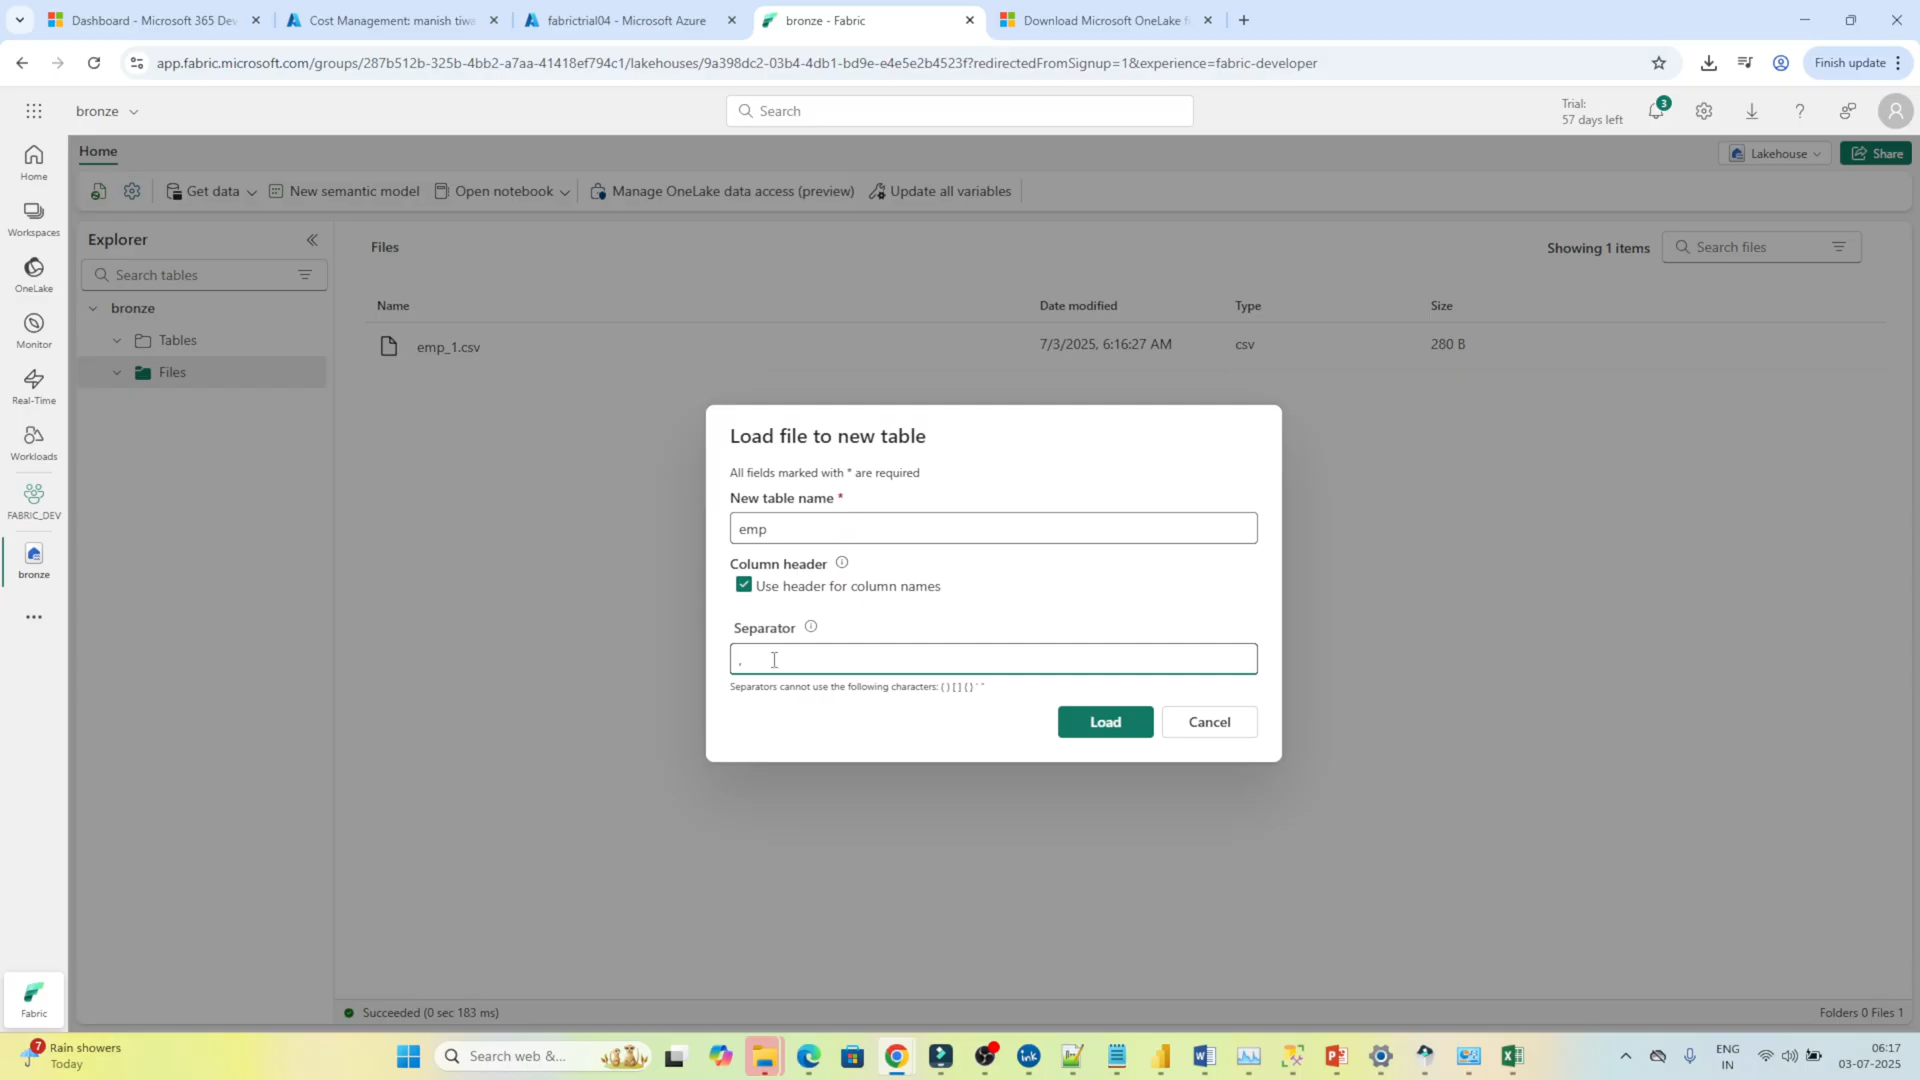 Dashboard - Microsoft 365 Dev
Cost Management: manish tiwa
fabrictrial04 - Microsoft Azure
bronze - Fabric
Download Microsoft OneLake f
app.fabric.microsoft.com/groups/287b512b-325b-4bb2-a7aa-41418ef794c1/lakehouses/9a398dc2-03b4-4db1-bd9e-e4e5e2b4523f?redirectedFromSignup=1&experience=fabric-developer
Finish update
bronze
Search
Trial:
57 days left
3
Home
Lakehouse
Share
Get data
New semantic model
Open notebook
Manage OneLake data access (preview)
Update all variables
Home
Workspaces
OneLake
Monitor
Real-Time
Workloads
FABRIC_DEV
bronze
Fabric
Explorer
Search tables
bronze
Tables
Files
Files
Showing 1 items
Search files
Name
Date modified
Type
Size
emp_1.csv
7/3/2025, 6:16:27 AM
csv
280 B
Load file to new table
All fields marked with * are required
New table name *
emp
Column header
Use header for column names
Separator
,
Separators cannot use the following characters: ( ) [ ] { } ' "
Load
Cancel
Succeeded (0 sec 183 ms)
Folders 0 Files 1
7
Rain showers
Today
Search web &...
ink
ENG
IN
06:17
03-07-2025